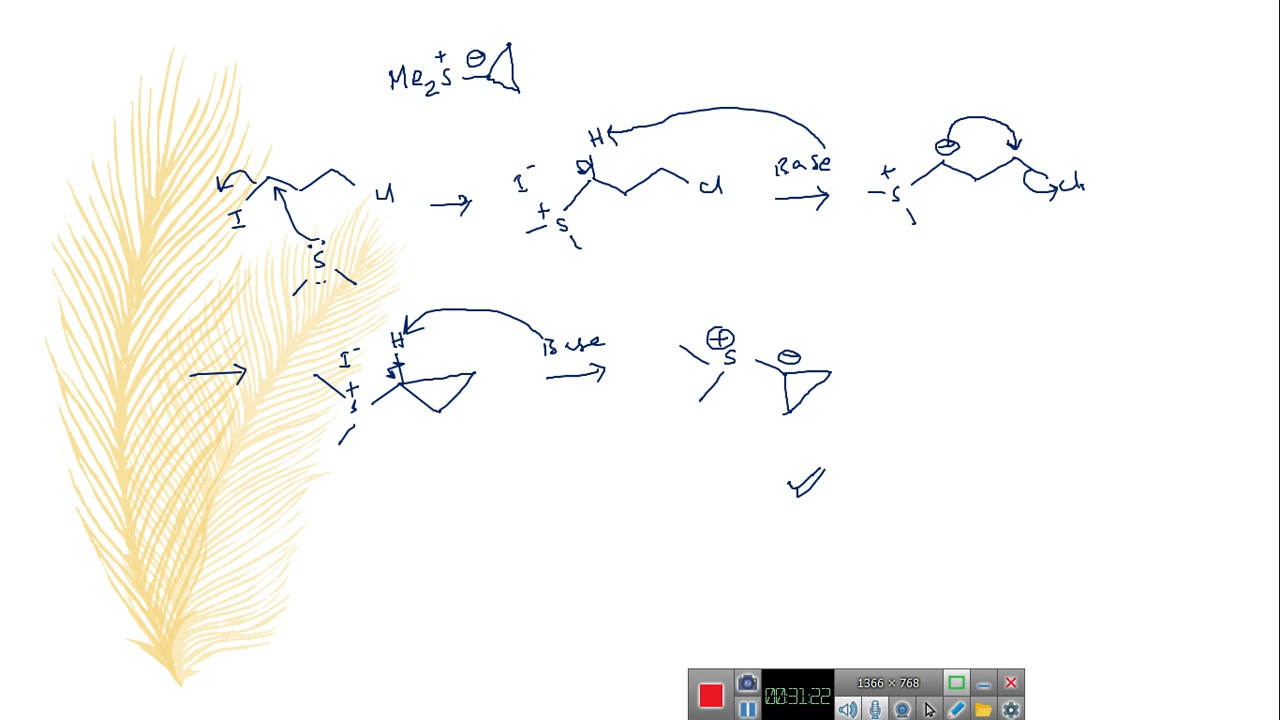 Me2S+ ⊖
I Cl S
I- H Cl S+
Base
S+ ⊖ Cl
I- H S+
Base
⊕ S ⊖
00:31:22
1366 × 768